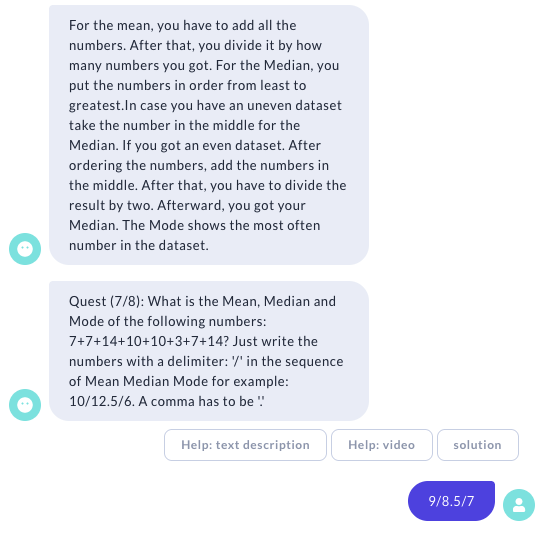 For the mean, you have to add all the
numbers. After that, you divide it by how
many numbers you got. For the Median, you
put the numbers in order from least to
greatest.In case you have an uneven dataset
take the number in the middle for the
Median. If you got an even dataset. After
ordering the numbers, add the numbers in
the middle. After that, you have to divide the
result by two. Afterward, you got your
Median. The Mode shows the most often
number in the dataset.
Quest (7/8): What is the Mean, Median and
Mode of the following numbers:
7+7+14+10+10+3+7+14? Just write the
numbers with a delimiter: '/' in the sequence
of Mean Median Mode for example:
10/12.5/6. A comma has to be '.'
Help: text description
Help: video
solution
9/8.5/7